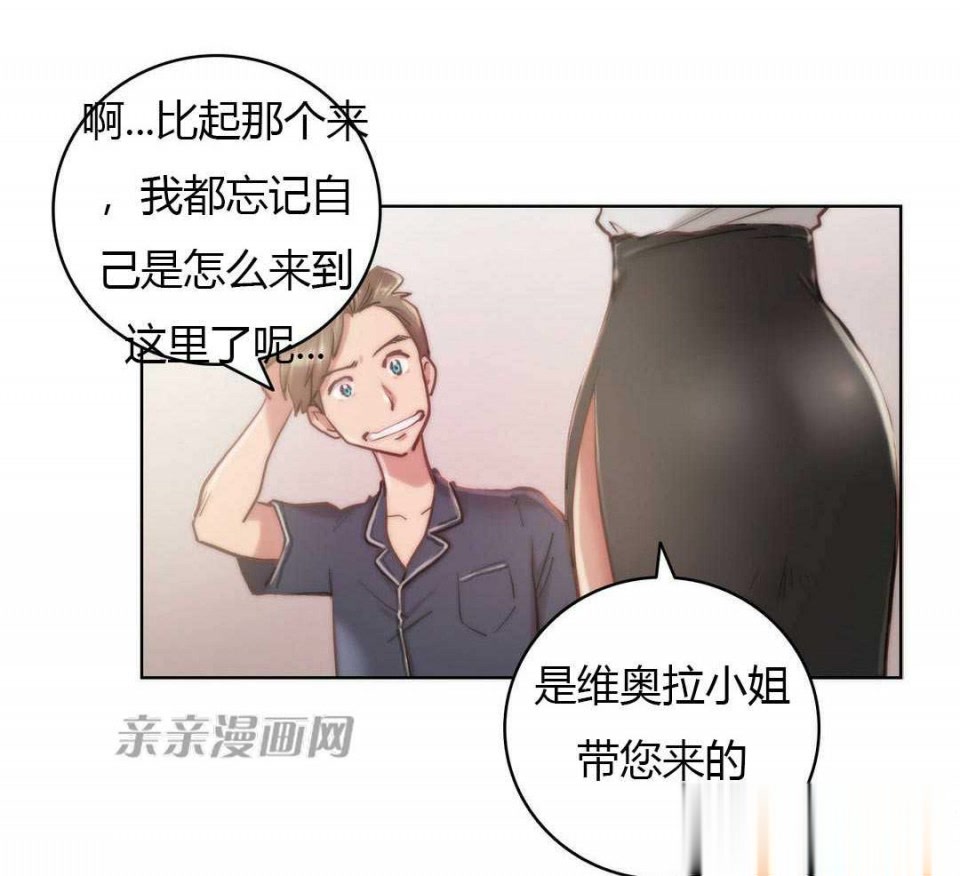 啊...比起那个来
，我都忘记自
己是怎么来到
这里了呢...
是维奥拉小姐
带您来的
亲亲漫画网